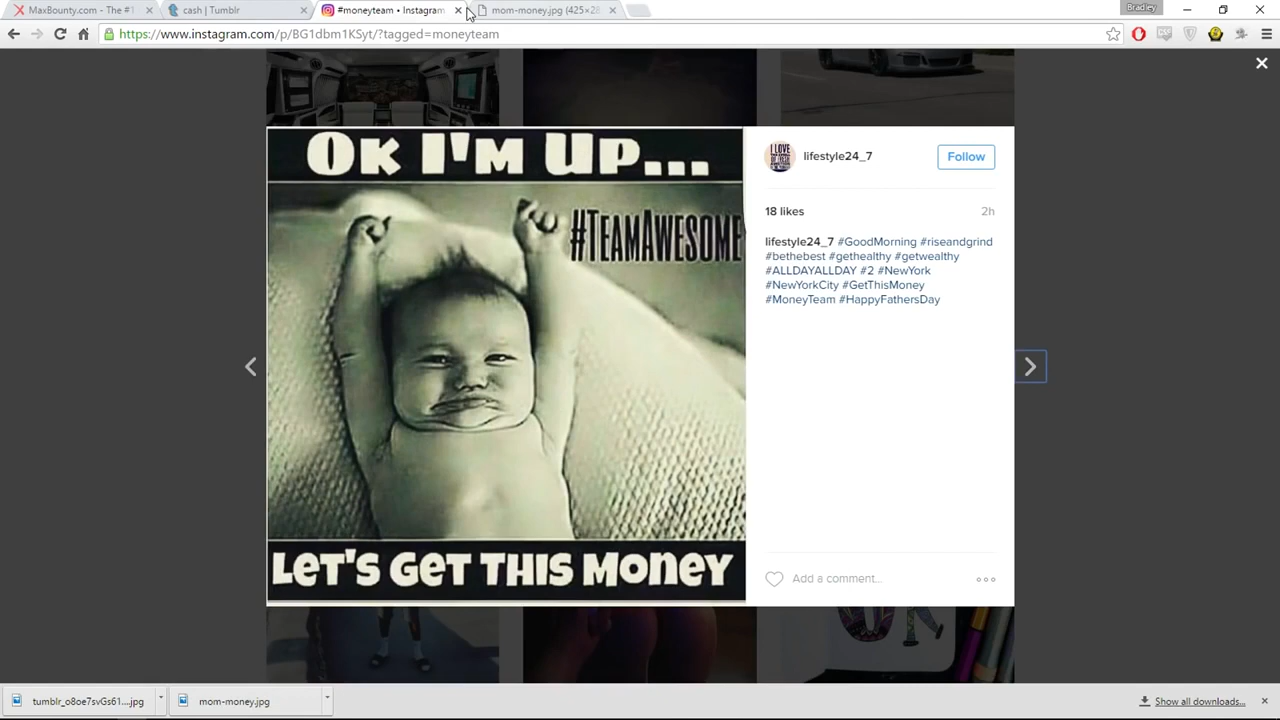 MaxBounty.com - The #1
cash | Tumblr
#moneyteam • Instagram
mom-money.jpg (425×28
Bradley
https://www.instagram.com/p/BG1dbm1KSyt/?tagged=moneyteam
OK I'M UP...
#TEAMAWESOME
LET'S GET THIS MONEY
lifestyle24_7
Follow
18 likes
2h
lifestyle24_7 #GoodMorning #riseandgrind
#bethebest #gethealthy #getwealthy
#ALLDAYALLDAY #2 #NewYork
#NewYorkCity #GetThisMoney
#MoneyTeam #HappyFathersDay
Add a comment...
tumblr_o8oe7svGs61...jpg
mom-money.jpg
Show all downloads...